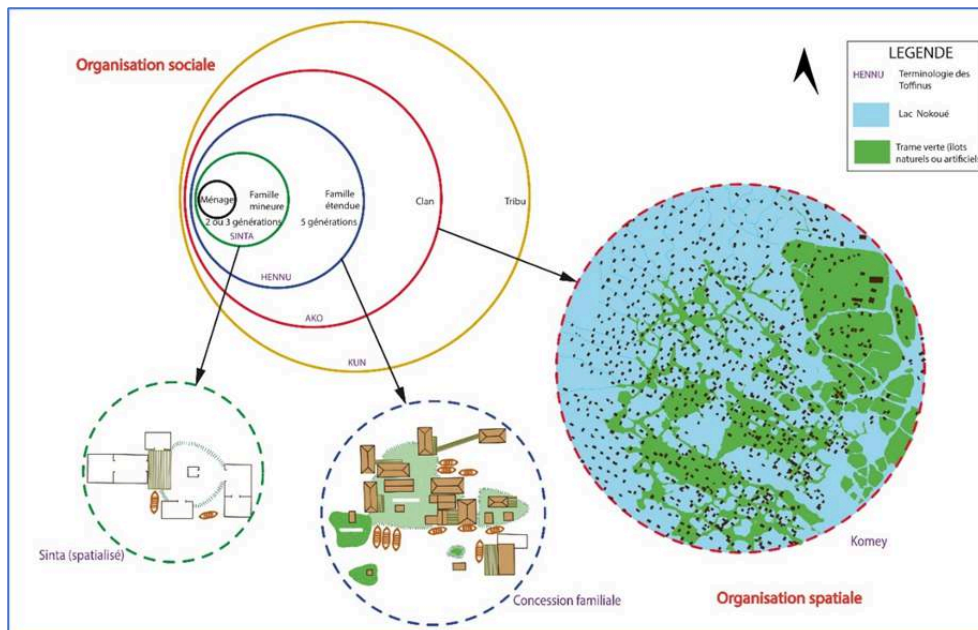 Organisation sociale
Ménage
Famille
mineure
2 ou 3 générations
SINTA
Famille
étendue
5 générations
HENNU
Clan
AKO
Tribu
KUN
LEGENDE
HENNU Terminologie des
Toffinus
Lac Nokoué
Trame verte (îlots
naturels ou artificiel
Sinta (spatialisé)
Concession familiale
Komey
Organisation spatiale